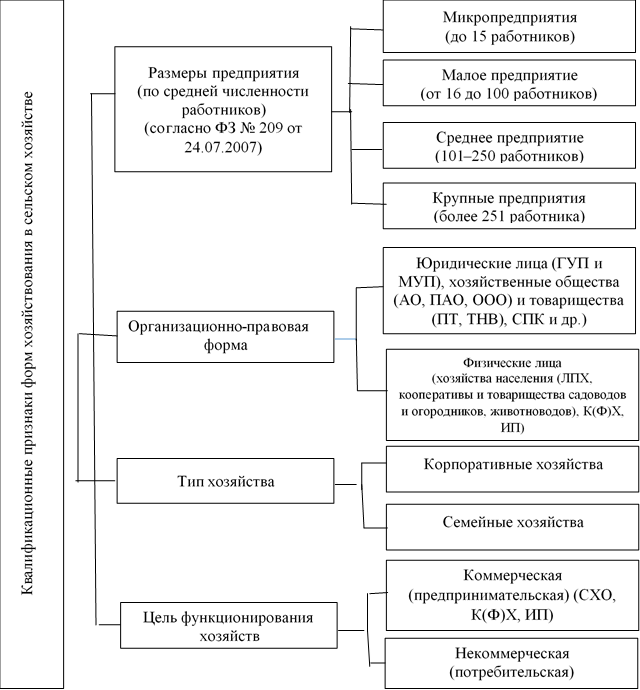 Квалификационные признаки форм хозяйствования в сельском хозяйстве
Размеры предприятия
(по средней численности
работников)
(согласно ФЗ № 209 от
24.07.2007)
Микропредприятия
(до 15 работников)
Малое предприятие
(от 16 до 100 работников)
Среднее предприятие
(101–250 работников)
Крупные предприятия
(более 251 работника)
Организационно-правовая
форма
Юридические лица (ГУП и
МУП), хозяйственные общества
(АО, ПАО, ООО) и товарищества
(ПТ, ТНВ), СПК и др.)
Физические лица
(хозяйства населения (ЛПХ,
кооперативы и товарищества садоводов
и огородников, животноводов), К(Ф)Х,
ИП)
Тип хозяйства
Корпоративные хозяйства
Семейные хозяйства
Цель функционирования
хозяйств
Коммерческая
(предпринимательская) (СХО,
К(Ф)Х, ИП)
Некоммерческая
(потребительская)